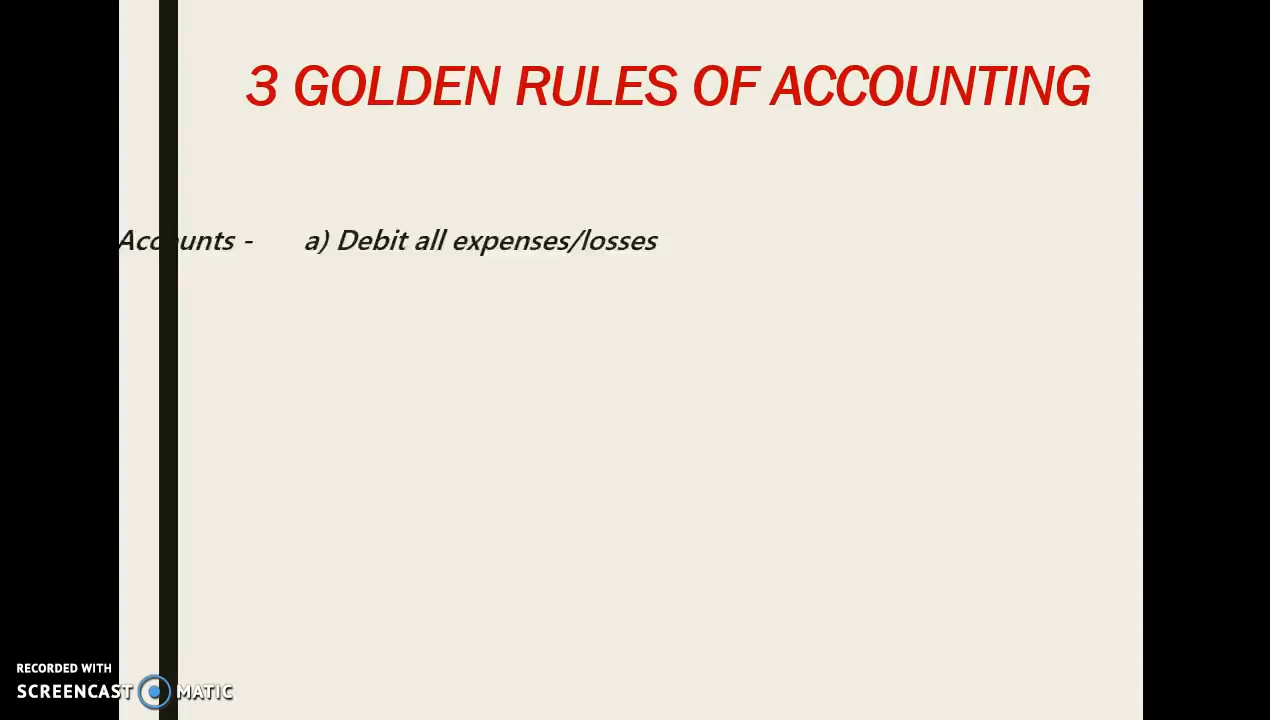 3 GOLDEN RULES OF ACCOUNTING
Accounts - a) Debit all expenses/losses
RECORDED WITH
SCREENCAST MATIC